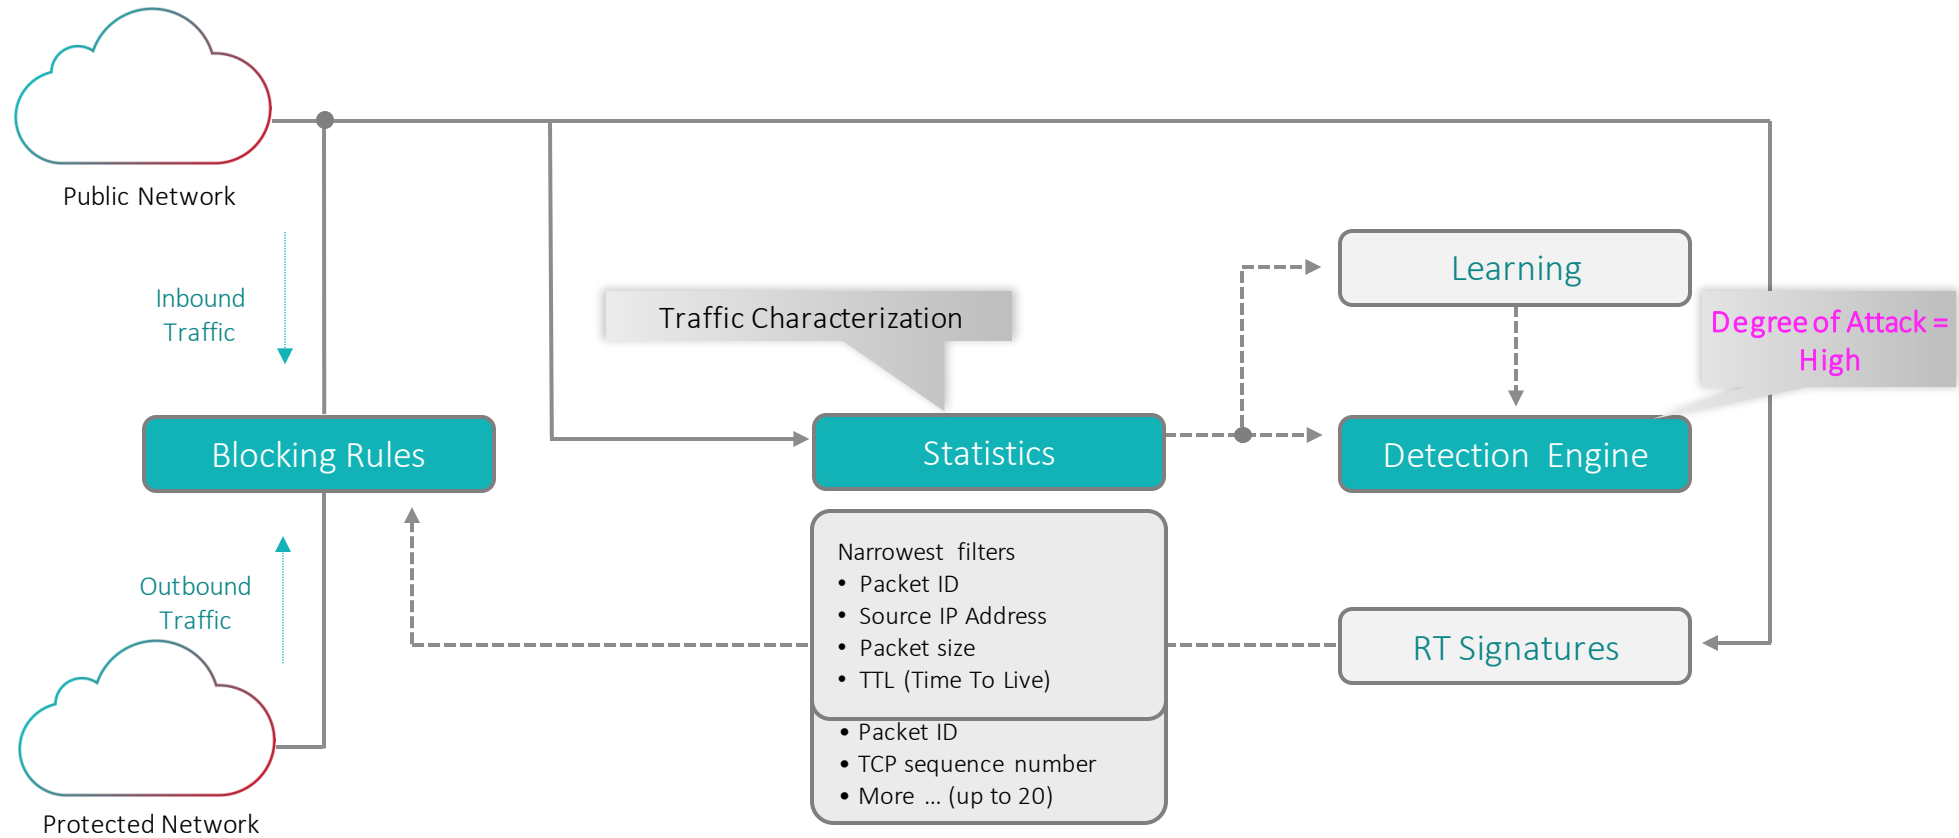 Public Network
Inbound
Traffic
Traffic Characterization
Learning
Degree of Attack =
High
Blocking Rules
Statistics
Detection Engine
Outbound
Traffic
Narrowest filters
• Packet ID
• Source IP Address
• Packet size
• TTL (Time To Live)
• Packet ID
• TCP sequence number
• More ... (up to 20)
RT Signatures
Protected Network